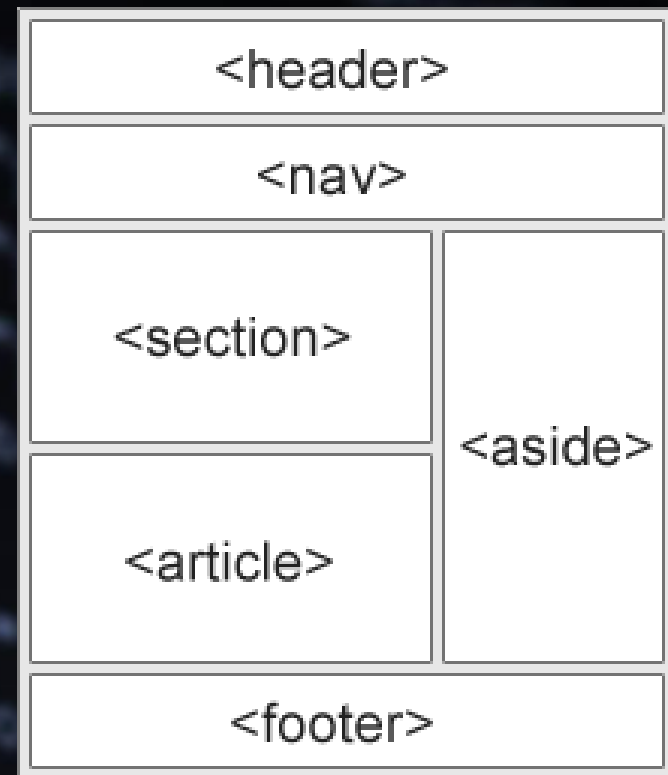 <header>
<nav>
<section>
<aside>
<article>
<footer>